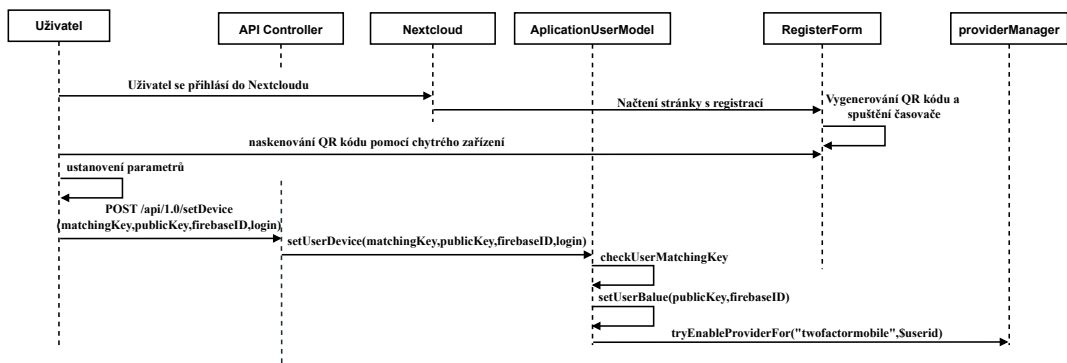 Uživatel
API Controller
Nextcloud
AplicationUserModel
RegisterForm
providerManager
Uživatel se přihlásí do Nextcloudu
Načtení stránky s registrací
Vygenerování QR kódu a
spuštění časovače
naskenování QR kódu pomocí chytrého zařízení
ustanovení parametrů
POST /api/1.0/setDevice
(matchingKey,publicKey,firebaseID,login)
setUserDevice(matchingKey,publicKey,firebaseID,login)
checkUserMatchingKey
setUserBalue(publicKey,firebaseID)
tryEnableProviderFor("twofactormobile",$userid)